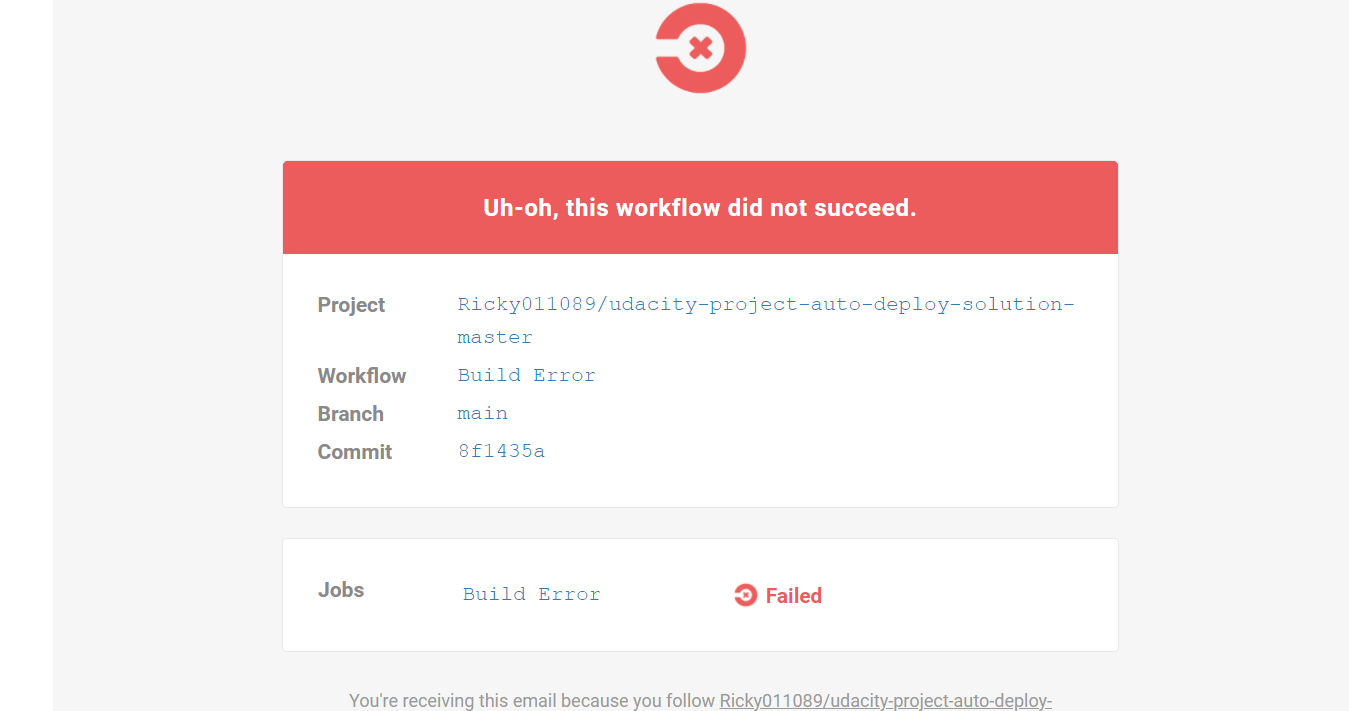 Uh-oh, this workflow did not succeed.
Project Ricky011089/udacity-project-auto-deploy-solution-
master
Workflow Build Error
Branch main
Commit 8f1435a
Jobs Build Error Failed
You're receiving this email because you follow Ricky011089/udacity-project-auto-deploy-